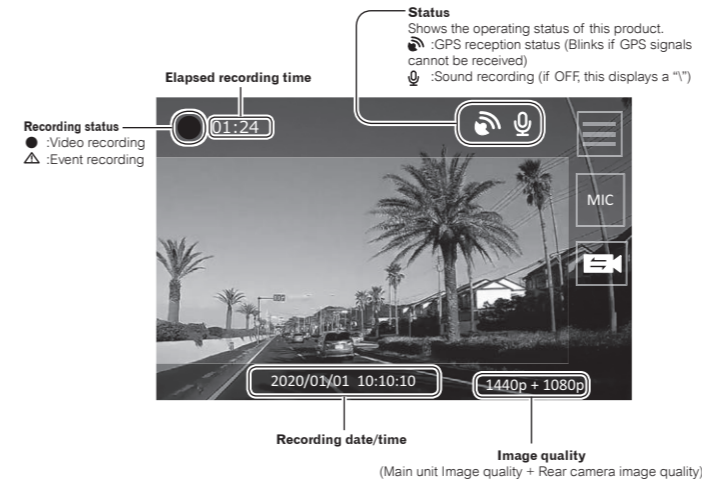 Status
Shows the operating status of this product.
:GPS reception status (Blinks if GPS signals
cannot be received)
:Sound recording (if OFF, this displays a “\”)
Elapsed recording time
Recording status
:Video recording
:Event recording
01:24
MIC
2020/01/01 10:10:10
1440p + 1080p
Recording date/time
Image quality
(Main unit Image quality + Rear camera image quality)